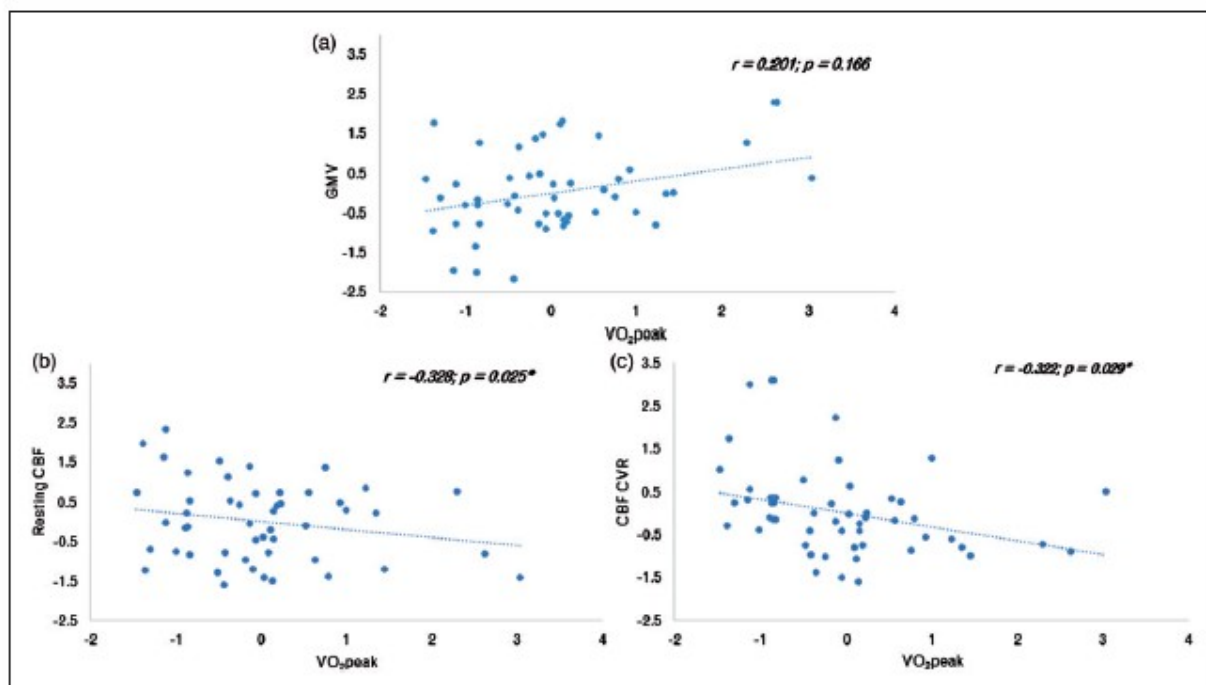 (a)
r = 0.201; p = 0.166
3.5
2.5
1.5
0.5
-0.5
-1.5
-2.5
GMV
-2 -1 0 1 2 3 4
VO₂peak
(b)
r = -0.328; p = 0.025*
3.5
2.5
1.5
0.5
-0.5
-1.5
-2.5
Resting CBF
-2 -1 0 1 2 3 4
VO₂peak
(c)
r = -0.322; p = 0.029*
3.5
2.5
1.5
0.5
-0.5
-1.5
-2.5
CBF CVR
-2 -1 0 1 2 3 4
VO₂peak